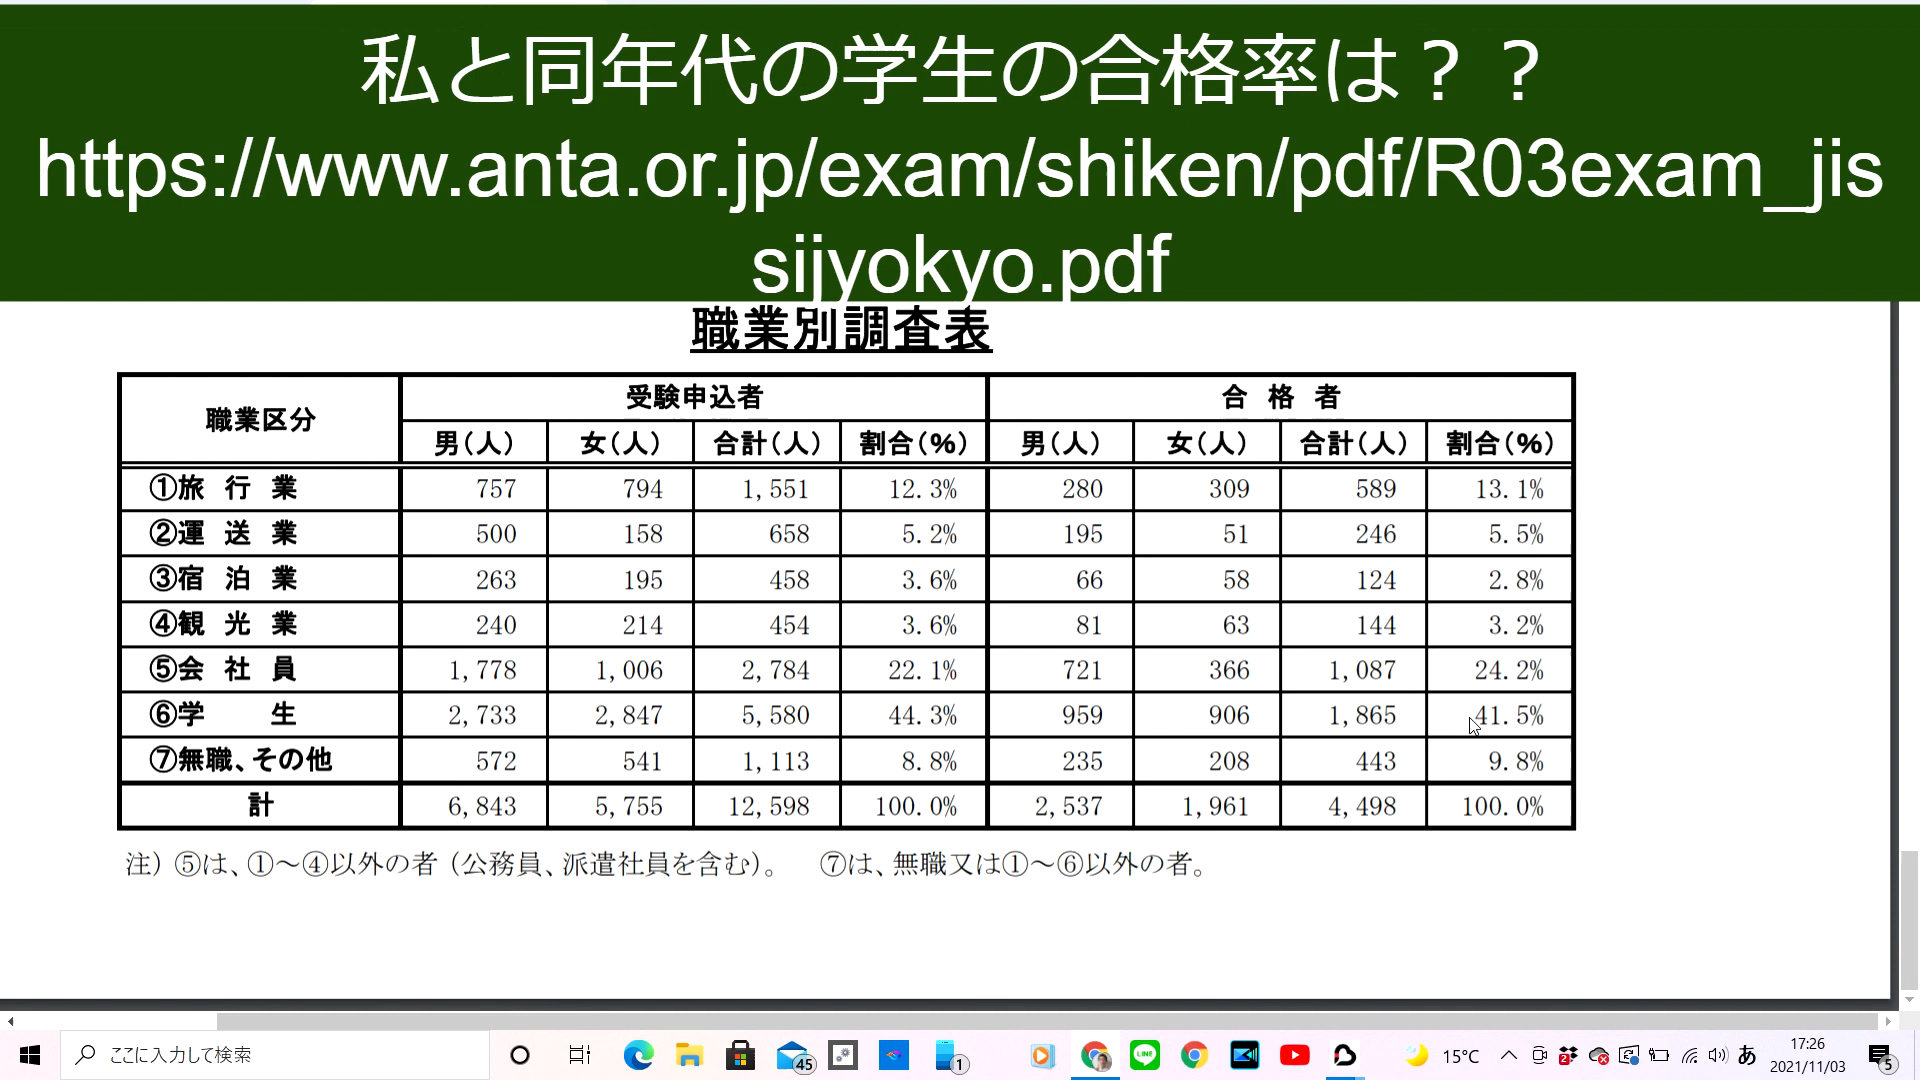 私と同年代の学生の合格率は？？
https://www.anta.or.jp/exam/shiken/pdf/R03exam_jis
sijyokyo.pdf
職業別調査表
職業区分 受験申込者 合 格 者
男(人) 女(人) 合計(人) 割合(%) 男(人) 女(人) 合計(人) 割合(%)
①旅 行 業 757 794 1,551 12.3% 280 309 589 13.1%
②運 送 業 500 158 658 5.2% 195 51 246 5.5%
③宿 泊 業 263 195 458 3.6% 66 58 124 2.8%
④観 光 業 240 214 454 3.6% 81 63 144 3.2%
⑤会 社 員 1,778 1,006 2,784 22.1% 721 366 1,087 24.2%
⑥学 生 2,733 2,847 5,580 44.3% 959 906 1,865 41.5%
⑦無職、その他 572 541 1,113 8.8% 235 208 443 9.8%
計 6,843 5,755 12,598 100.0% 2,537 1,961 4,498 100.0%
注) ⑤は、①～④以外の者 (公務員、派遣社員を含む)。 ⑦は、無職又は①～⑥以外の者。
ここに入力して検索 45 1 LINE 15℃ 2 あ 17:26 5
2021/11/03